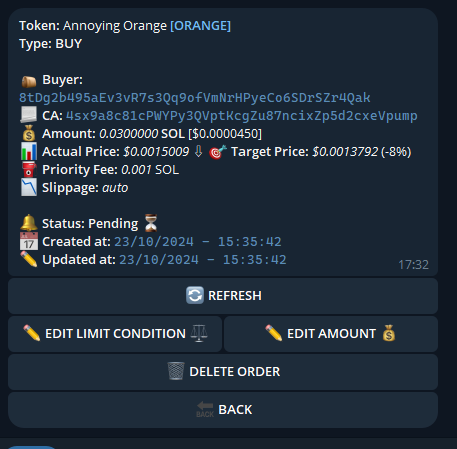 Token: Annoying Orange [ORANGE]
Type: BUY
Buyer:
8tDg2b495aEv3vR7s3Qq9ofVmNrHPyeCo6SDrSZr4Qak
CA: 4sx9a8c81cPWYPy3QVptKcgZu87ncixZp5d2cxeVpump
Amount: 0.0300000 SOL [$0.0000450]
Actual Price: $0.0015009 ⇩ 🎯 Target Price: $0.0013792 (-8%)
Priority Fee: 0.001 SOL
Slippage: auto
Status: Pending ⏳
Created at: 23/10/2024 - 15:35:42
Updated at: 23/10/2024 - 15:35:42
17:32
REFRESH
EDIT LIMIT CONDITION
EDIT AMOUNT
DELETE ORDER
BACK